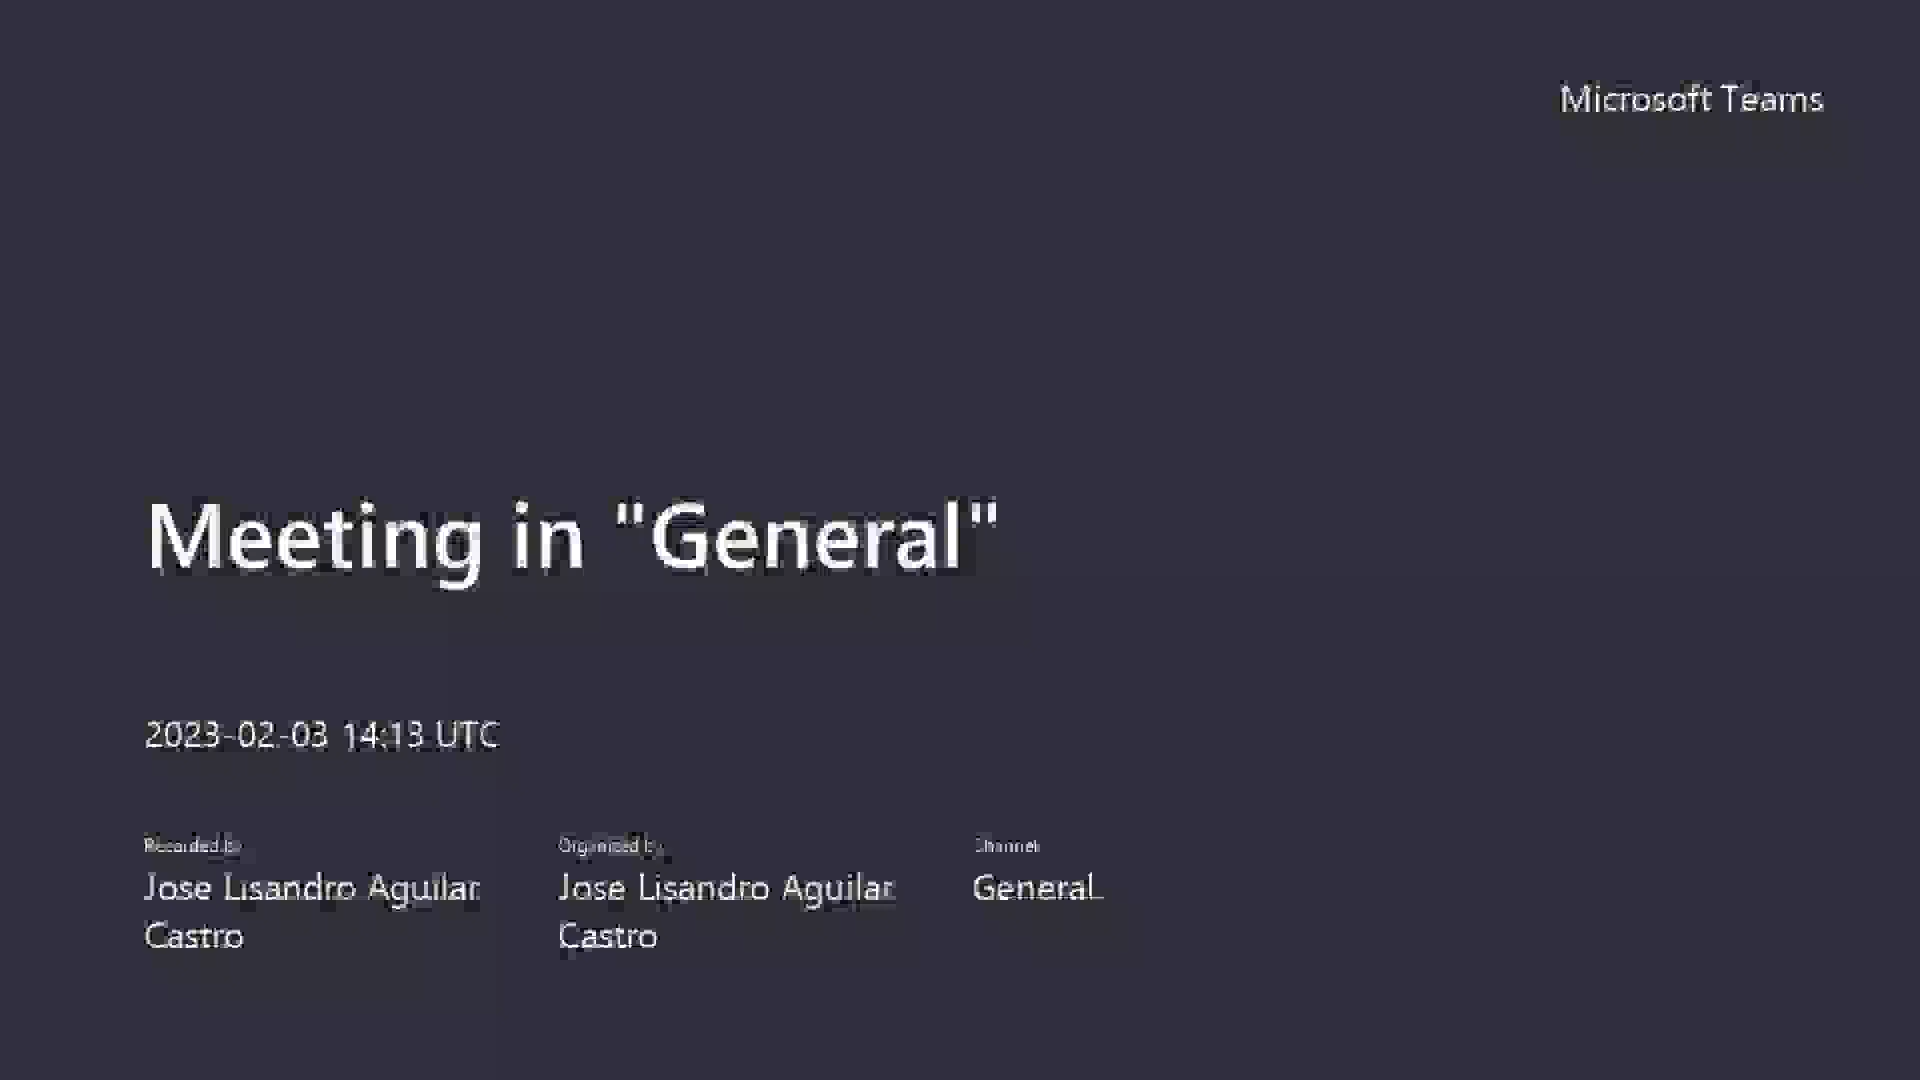 Microsoft Teams
Meeting in "General"
2023-02-03 14:13 UTC
Recorded by
Organized by
Channel
Jose Lisandro Aguilar
Castro
Jose Lisandro Aguilar
Castro
General